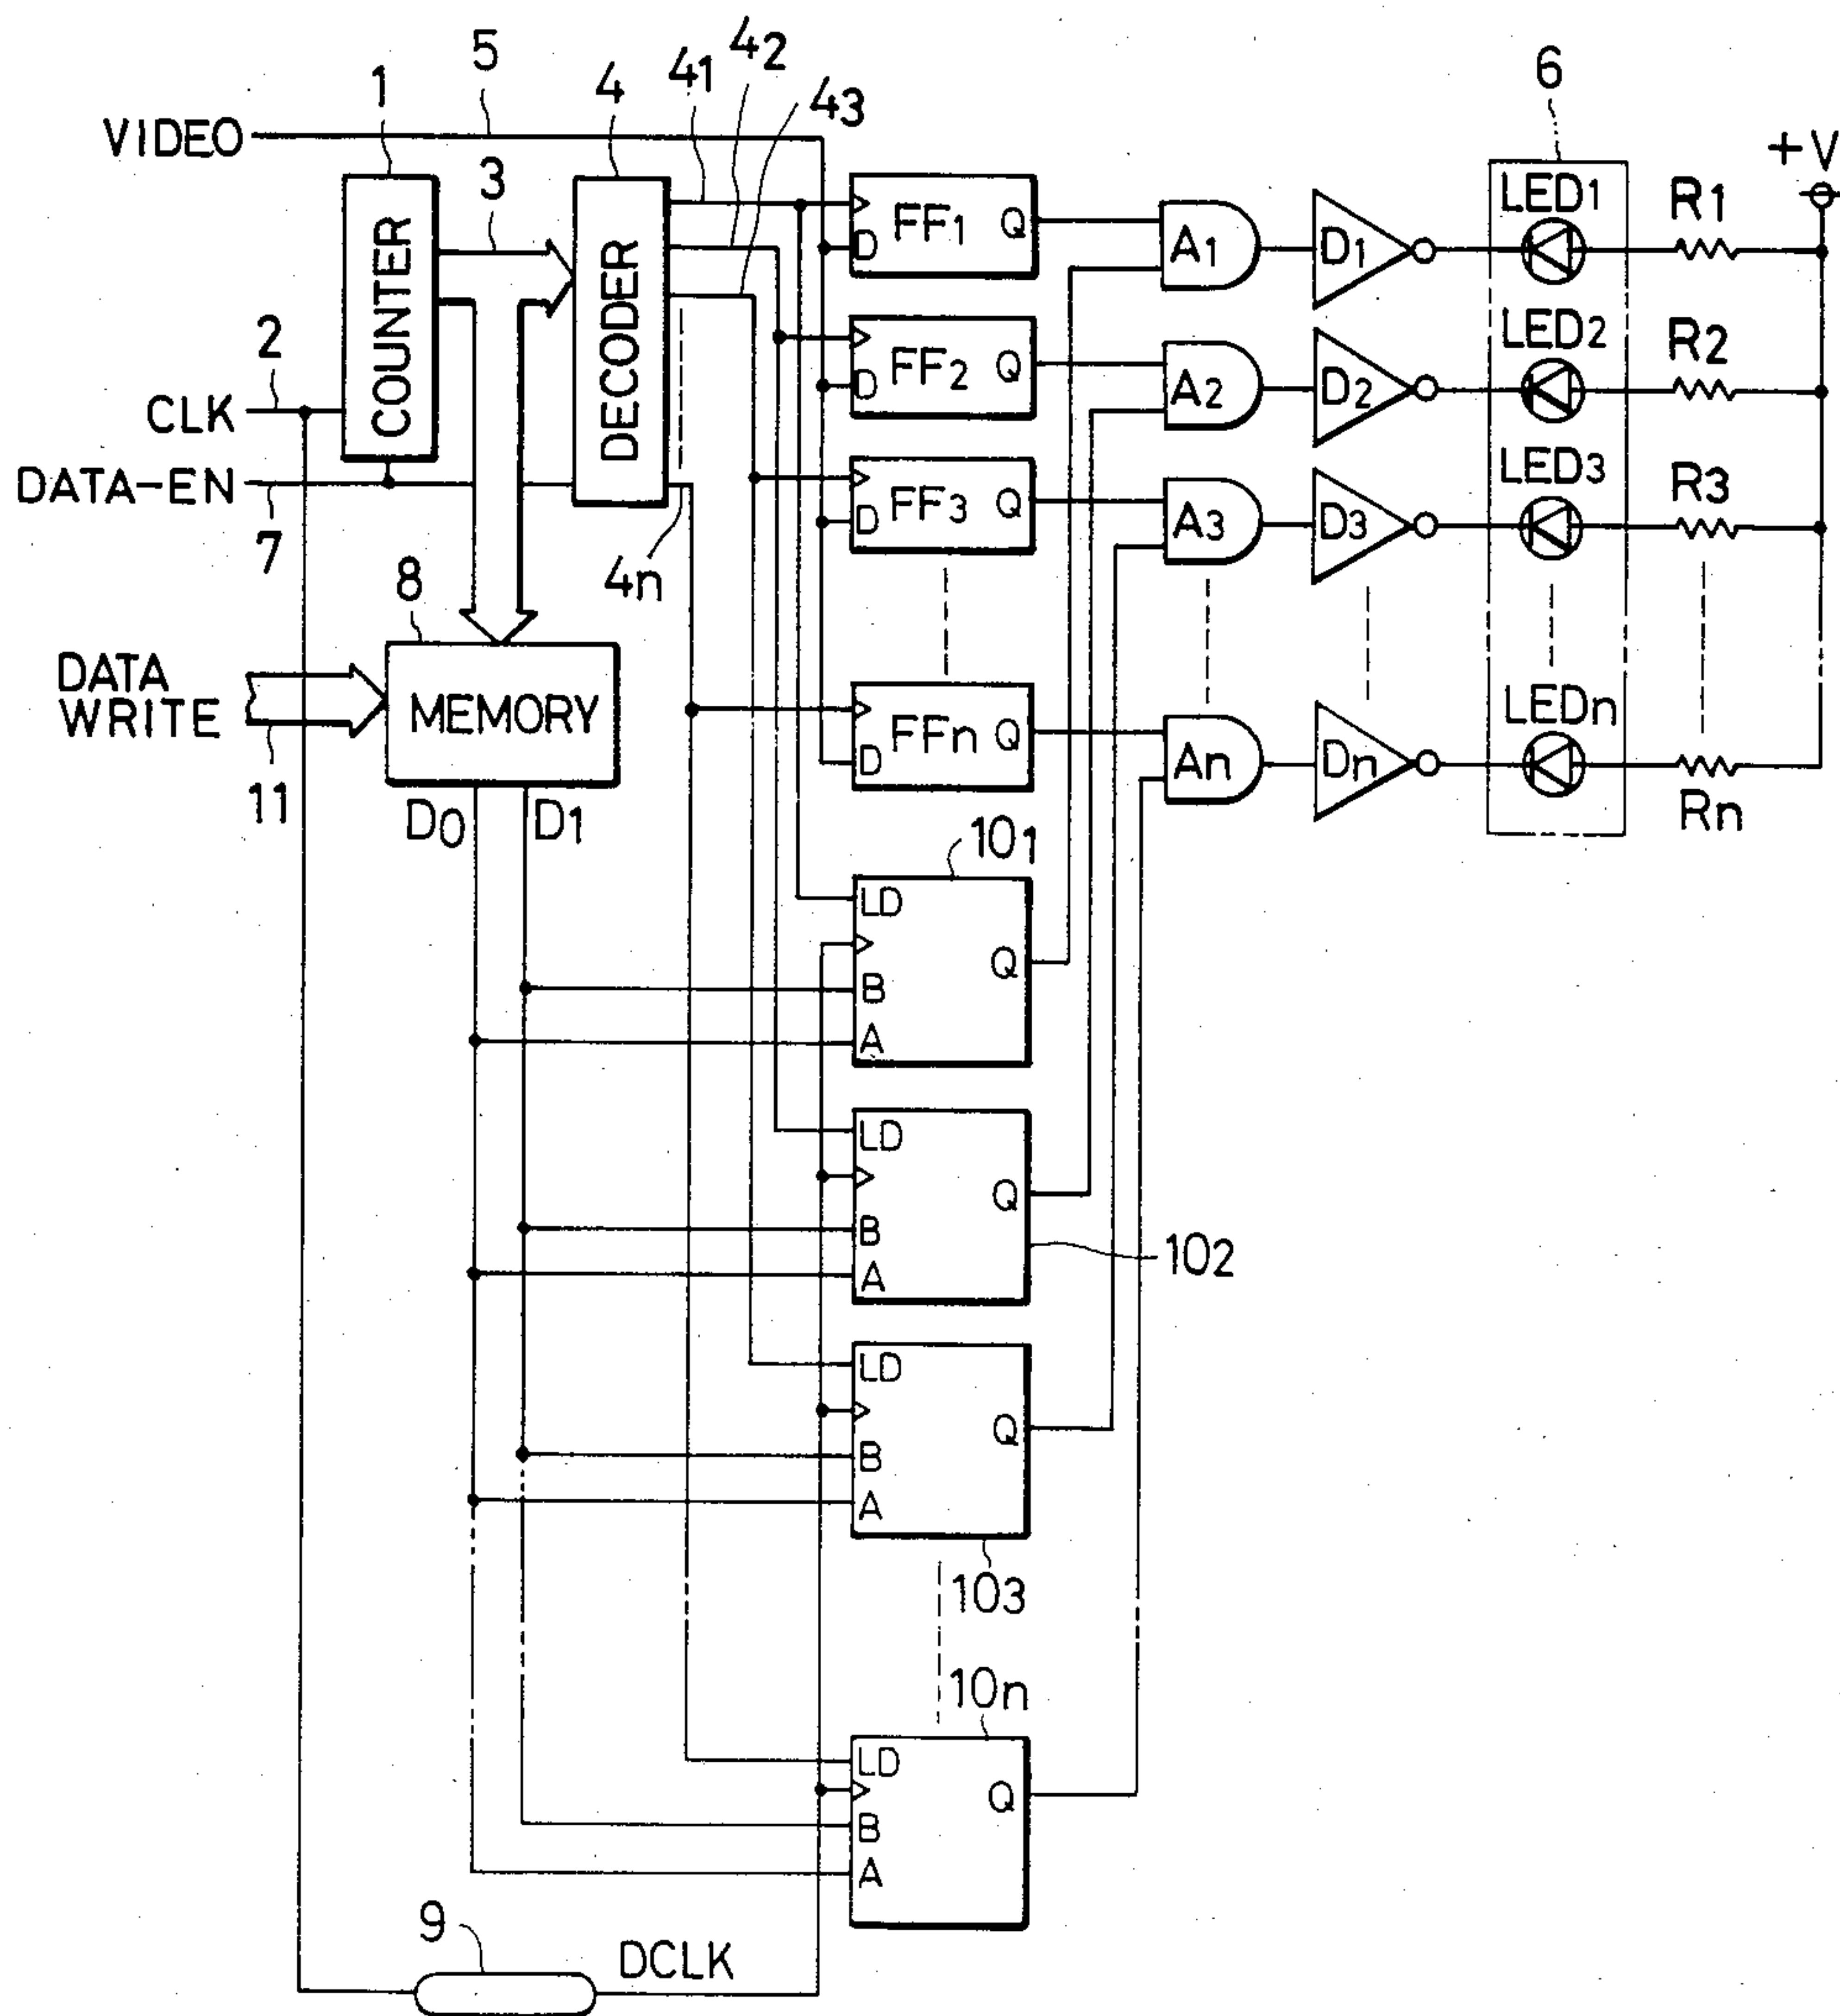 5
42
41
4
43
6
1
VIDEO
3
+V
LED1
R1
COUNTER
DECODER
FF1
Q
D
A1
D1
2
CLK
LED2
R2
FF2
Q
D
A2
D2
DATA-EN
7
LED3
R3
FF3
Q
D
A3
D3
8
4n
DATA
WRITE
11
MEMORY
D0
D1
LEDn
Rn
FFn
Q
D
An
Dn
101
LD
B
A
Q
LD
B
A
Q
102
LD
B
A
Q
103
10n
LD
B
A
Q
9
DCLK